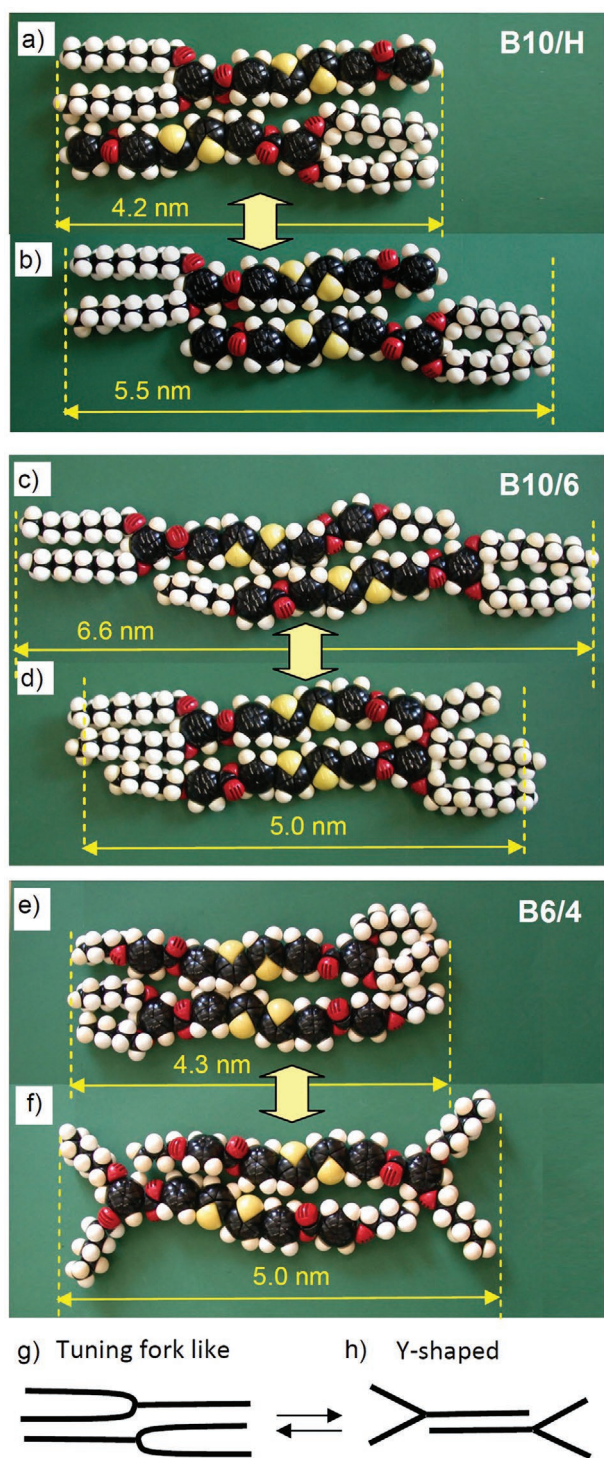 a) B10/H
4.2 nm
b)
5.5 nm
c) B10/6
6.6 nm
d)
5.0 nm
e) B6/4
4.3 nm
f)
5.0 nm
g) Tuning fork like h) Y-shaped